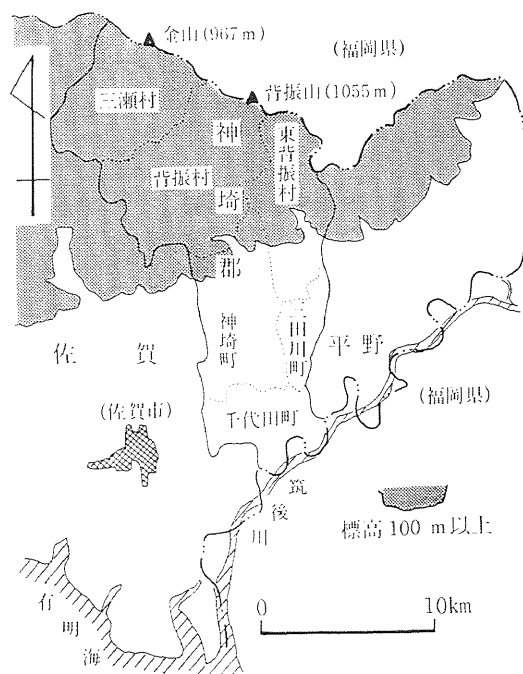 金山(967m)
(福岡県)
背振山(1055m)
三瀬村
神埼郡
東背振村
背振村
神埼町
三田川町
佐賀
平野
(佐賀市)
千代田町
(福岡県)
筑後川
標高100m以上
有明海
0
10km